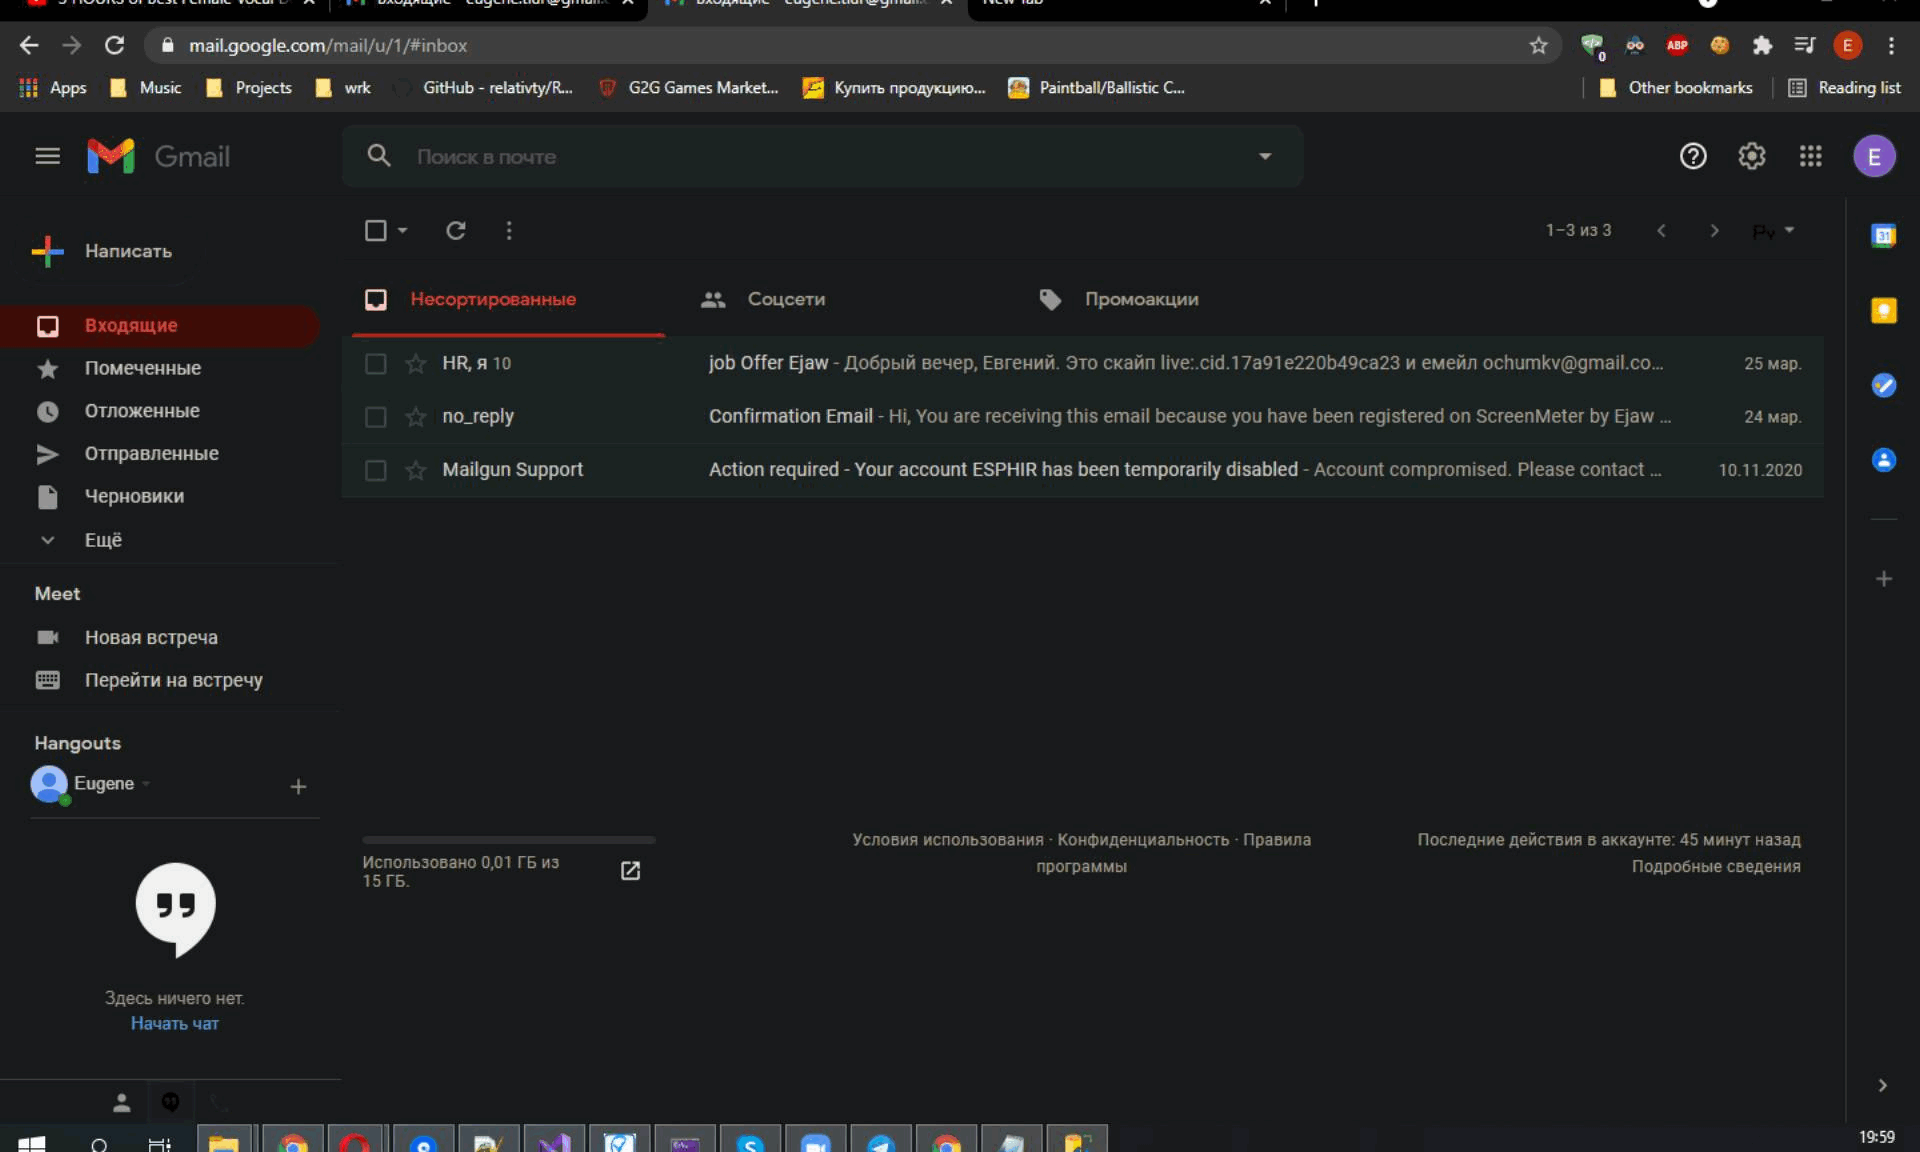 mail.google.com/mail/u/1/#inbox
0
ABP
E
Apps
Music
Projects
wrk
GitHub - relativty/R...
G2G Games Market...
Купить продукцию...
Paintball/Ballistic C...
Other bookmarks
Reading list
Gmail
Поиск в почте
E
Написать
1–3 из 3
31
Несортированные
Соцсети
Промоакции
Входящие
Помеченные
Отложенные
Отправленные
Черновики
Ещё
HR, я 10
job Offer Ejaw - Добрый вечер, Евгений. Это скайп live:.cid.17a91e220b49ca23 и емейл ochumkv@gmail.co...
25 мар.
no_reply
Confirmation Email - Hi, You are receiving this email because you have been registered on ScreenMeter by Ejaw ...
24 мар.
Mailgun Support
Action required - Your account ESPHIR has been temporarily disabled - Account compromised. Please contact ...
10.11.2020
Meet
Новая встреча
Перейти на встречу
Hangouts
Eugene
Здесь ничего нет.
Начать чат
Использовано 0,01 ГБ из
15 ГБ.
Условия использования · Конфиденциальность · Правила
программы
Последние действия в аккаунте: 45 минут назад
Подробные сведения
19:59